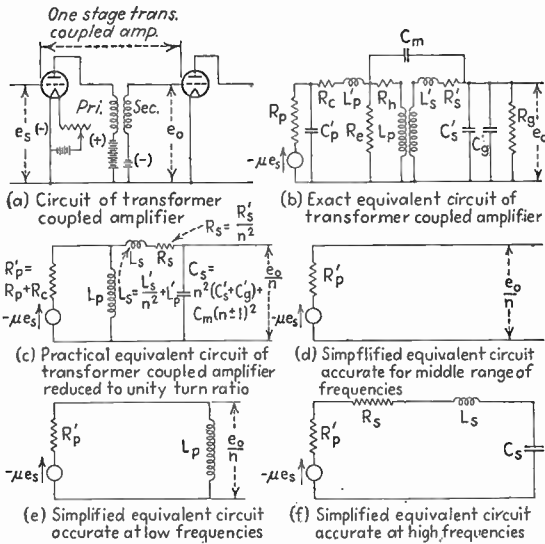 One stage trans.
coupled amp.
Pri. Sec.
es (-) (+) (-) eo
(a) Circuit of transformer
coupled amplifier
Cm
Rc L'p Rh L's R's
Rp C'p Re Lp C's Cg Rg eo
-μes
(b) Exact equivalent circuit of
transformer coupled amplifier
Rs = R's/n²
Ls Rs
R'p =
Rp+Rc
Lp Ls = L's/n² + L'p
Cs =
n²(C's+C'g)+
Cm(n±1)²
eo/n
-μes
(c) Practical equivalent circuit of
transformer coupled amplifier
reduced to unity turn ratio
R'p
-μes
eo/n
(d) Simplified equivalent circuit
accurate for middle range of
frequencies
R'p
Lp
eo/n
-μes
(e) Simplified equivalent circuit
accurate at low frequencies
Rs Ls
R'p
Cs
-μes
(f) Simplified equivalent circuit
accurate at high frequencies